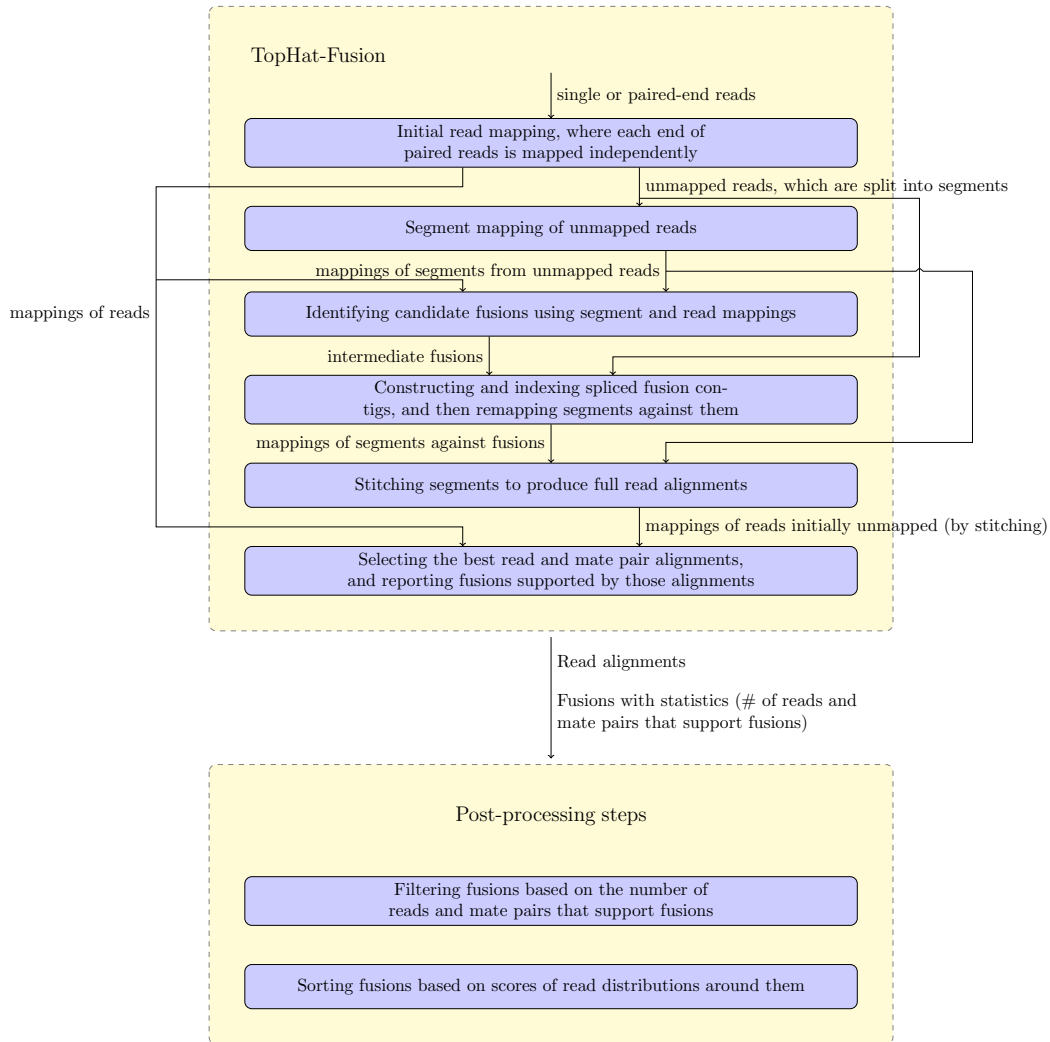 TopHat-Fusion
single or paired-end reads
Initial read mapping, where each end of
paired reads is mapped independently
unmapped reads, which are split into segments
Segment mapping of unmapped reads
mappings of segments from unmapped reads
mappings of reads
Identifying candidate fusions using segment and read mappings
intermediate fusions
Constructing and indexing spliced fusion con-
tigs, and then remapping segments against them
mappings of segments against fusions
Stitching segments to produce full read alignments
mappings of reads initially unmapped (by stitching)
Selecting the best read and mate pair alignments,
and reporting fusions supported by those alignments
Read alignments
Fusions with statistics (# of reads and
mate pairs that support fusions)
Post-processing steps
Filtering fusions based on the number of
reads and mate pairs that support fusions
Sorting fusions based on scores of read distributions around them